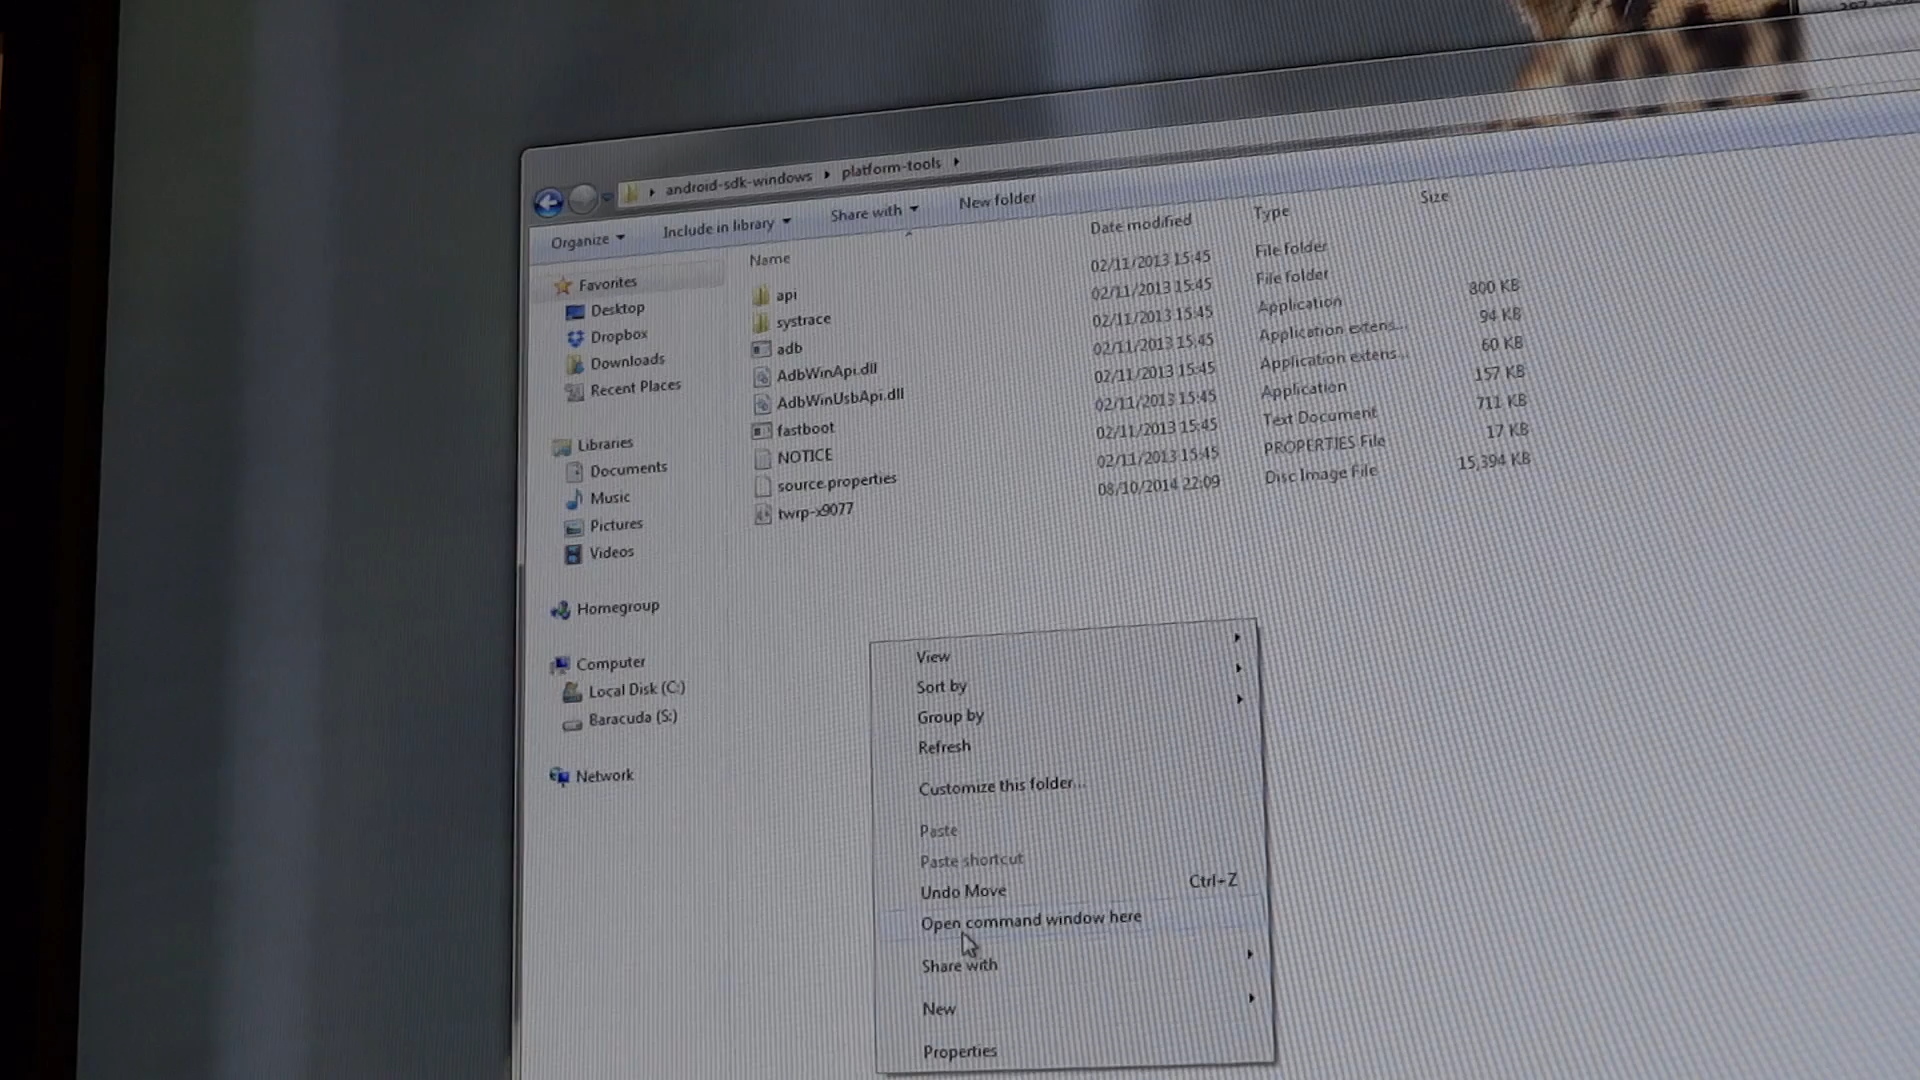 android-sdk-windows platform-tools
Organize Include in library Share with New folder
Name Date modified Type Size
api 02/11/2013 15:45 File folder
systrace 02/11/2013 15:45 File folder
adb 02/11/2013 15:45 Application 800 KB
AdbWinApi.dll 02/11/2013 15:45 Application extens... 94 KB
AdbWinUsbApi.dll 02/11/2013 15:45 Application extens... 60 KB
fastboot 02/11/2013 15:45 Application 157 KB
NOTICE 02/11/2013 15:45 Text Document 711 KB
source.properties 02/11/2013 15:45 PROPERTIES File 17 KB
twrp-x9077 08/10/2014 22:09 Disc Image File 15,394 KB
Favorites
Desktop
Dropbox
Downloads
Recent Places
Libraries
Documents
Music
Pictures
Videos
Homegroup
Computer
Local Disk (C:)
Baracuda (S:)
Network
View
Sort by
Group by
Refresh
Customize this folder...
Paste
Paste shortcut
Undo Move Ctrl+Z
Open command window here
Share with
New
Properties